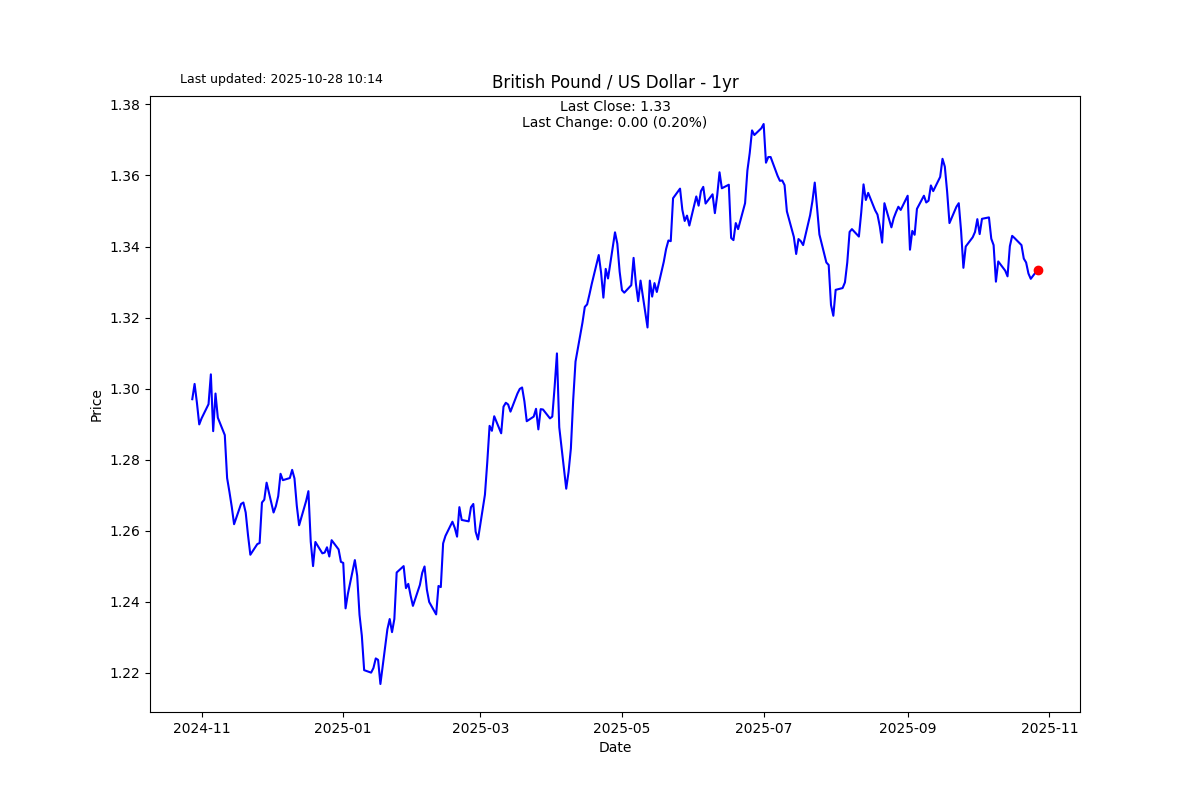 Last updated: 2025-10-28 10:14
British Pound / US Dollar - 1yr
Last Close: 1.33
Last Change: 0.00 (0.20%)
1.38
1.36
1.34
1.32
1.30
1.28
1.26
1.24
1.22
Price
2024-11 2025-01 2025-03 2025-05 2025-07 2025-09 2025-11
Date